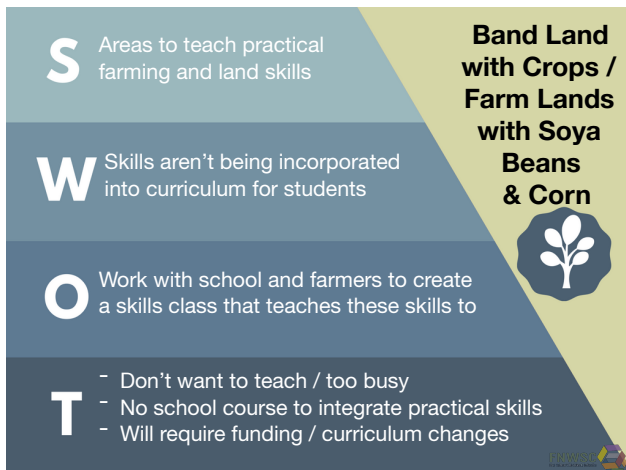 S
Areas to teach practical
farming and land skills
W
Skills aren't being incorporated
into curriculum for students
O
Work with school and farmers to create
a skills class that teaches these skills to
T
- Don't want to teach / too busy
- No school course to integrate practical skills
- Will require funding / curriculum changes
Band Land
with Crops /
Farm Lands
with Soya
Beans
& Corn